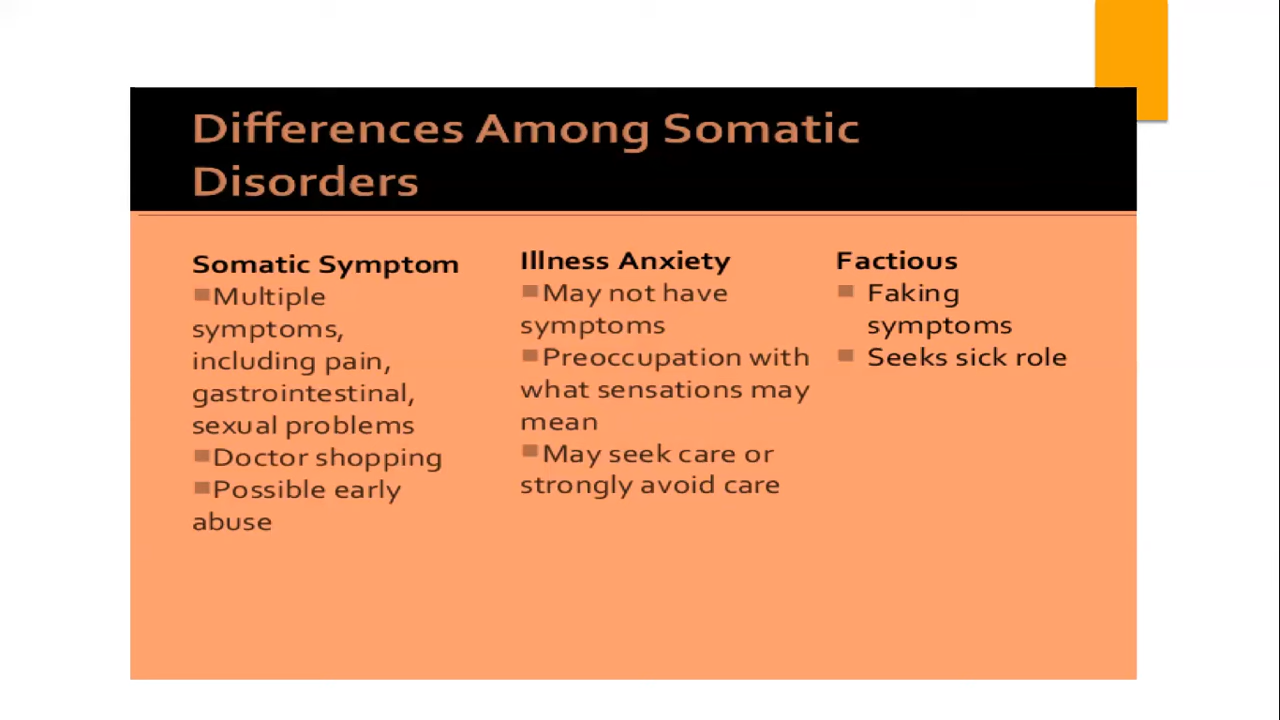 Differences Among Somatic
Disorders
Somatic Symptom
Multiple
symptoms,
including pain,
gastrointestinal,
sexual problems
Doctor shopping
Possible early
abuse
Illness Anxiety
May not have
symptoms
Preoccupation with
what sensations may
mean
May seek care or
strongly avoid care
Factious
Faking
symptoms
Seeks sick role